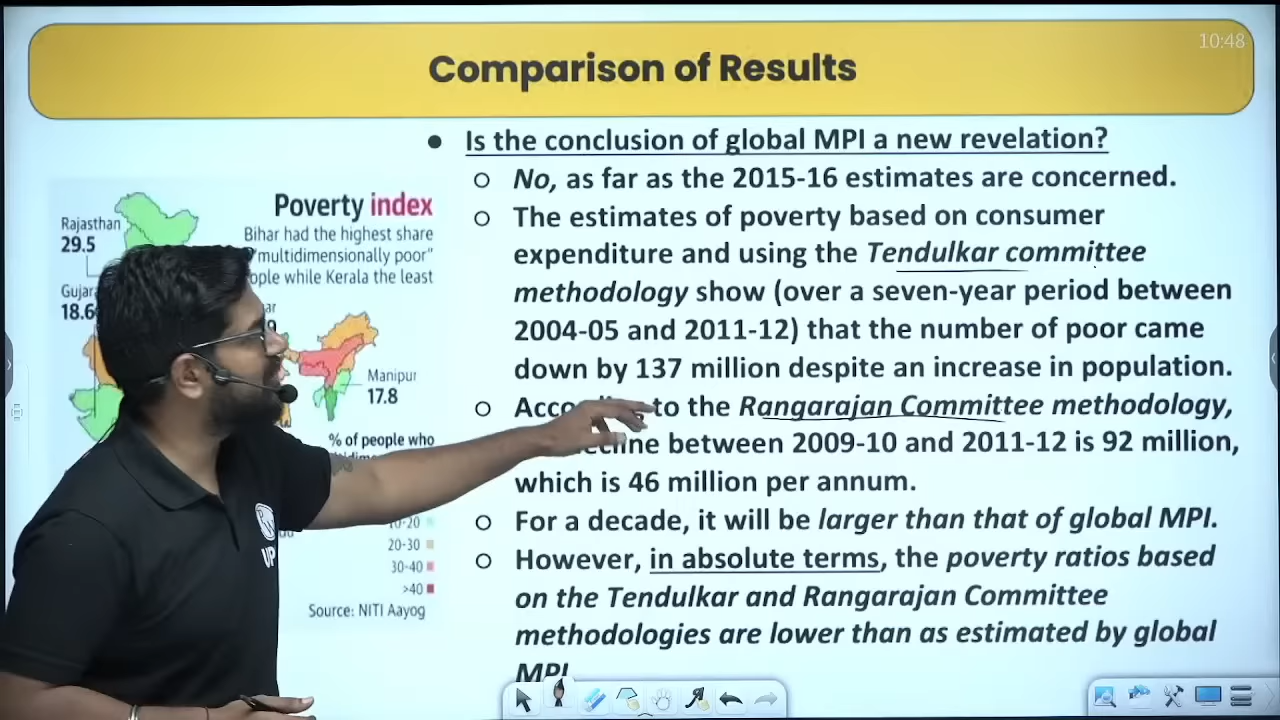 10:48
Comparison of Results
Is the conclusion of global MPI a new revelation?
No, as far as the 2015-16 estimates are concerned.
The estimates of poverty based on consumer
expenditure and using the Tendulkar committee
methodology show (over a seven-year period between
2004-05 and 2011-12) that the number of poor came
down by 137 million despite an increase in population.
to the Rangarajan Committee methodology,
between 2009-10 and 2011-12 is 92 million,
which is 46 million per annum.
For a decade, it will be larger than that of global MPI.
However, in absolute terms, the poverty ratios based
on the Tendulkar and Rangarajan Committee
methodologies are lower than as estimated by global
MPI
Poverty index
Bihar had the highest share
"multidimensionally poor"
while Kerala the least
Rajasthan
29.5
18.6
Manipur
17.8
% of people who
10-20
20-30
30-40
>40
Source: NITI Aayog
UP